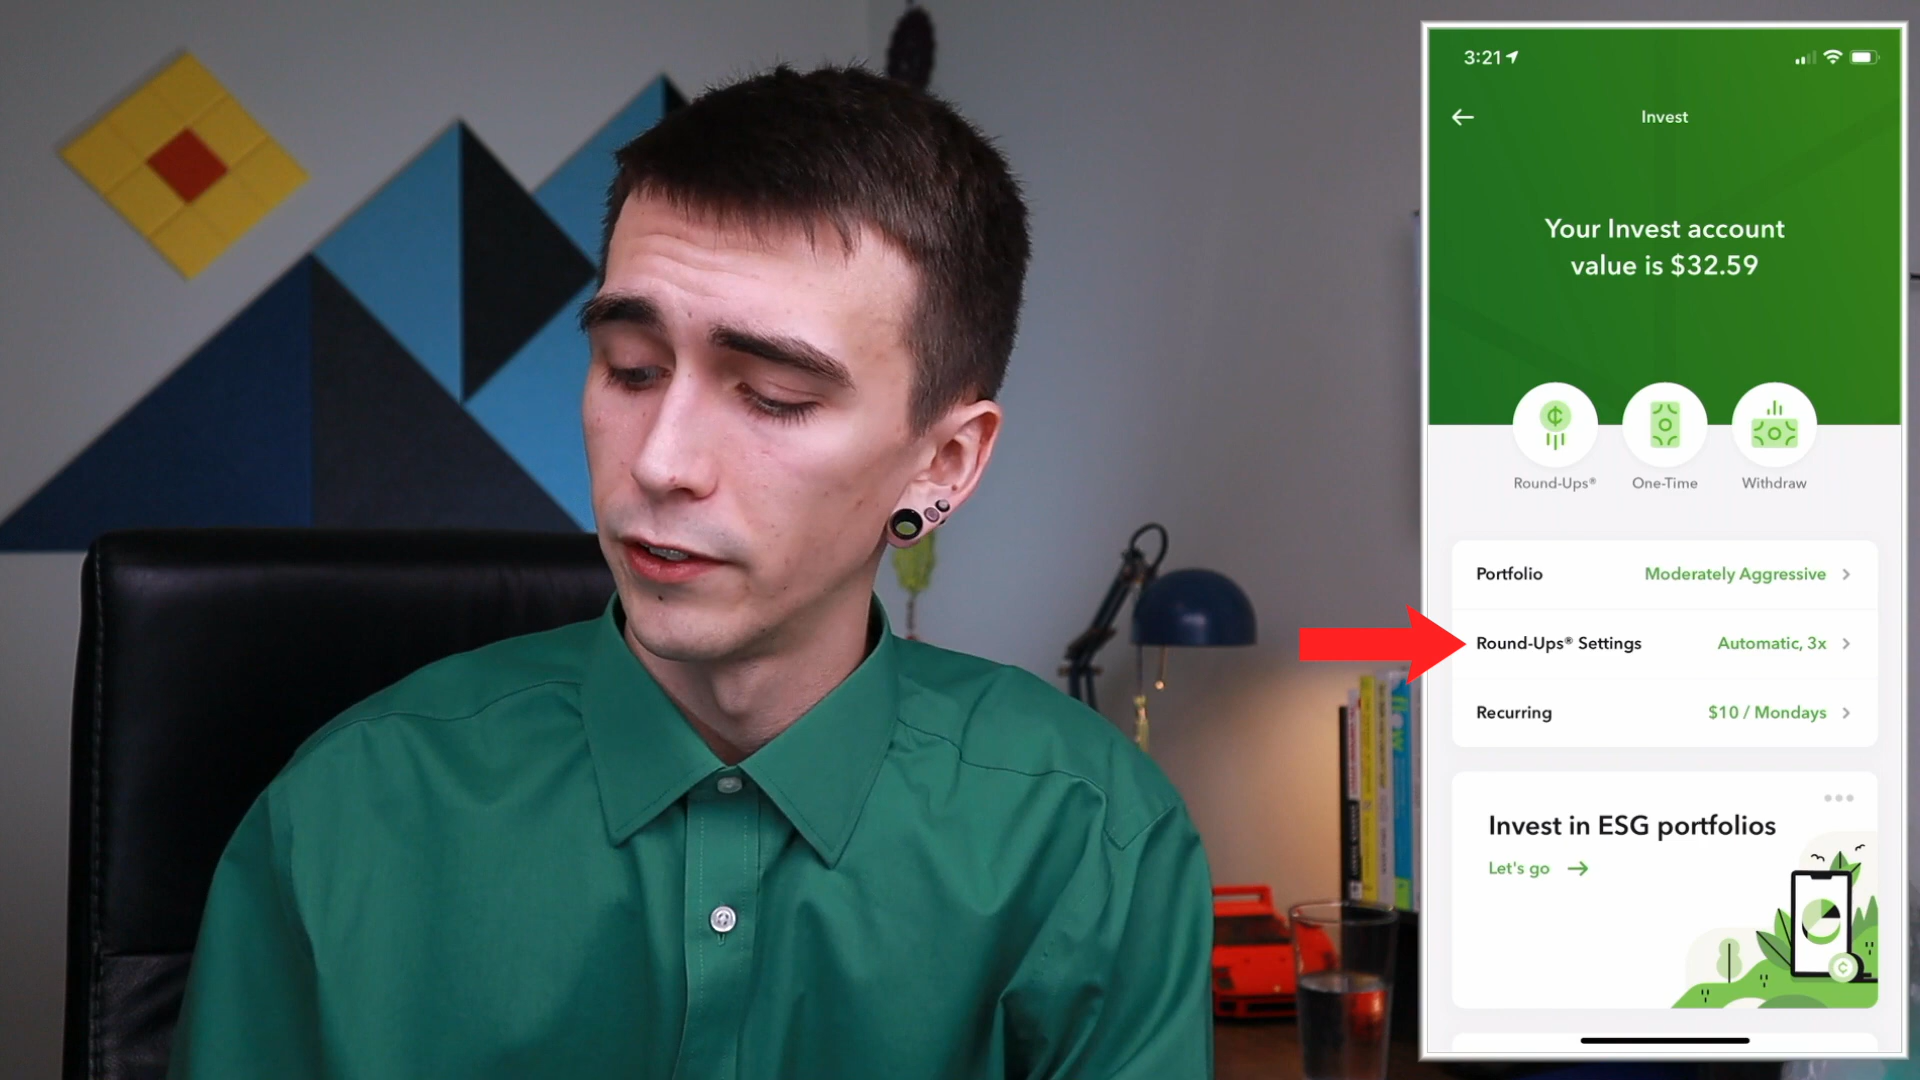 3:21
Invest
Your Invest account
value is $32.59
Round-Ups®
One-Time
Withdraw
Portfolio
Moderately Aggressive
Round-Ups® Settings
Automatic, 3x
Recurring
$10 / Mondays
Invest in ESG portfolios
Let's go
flow